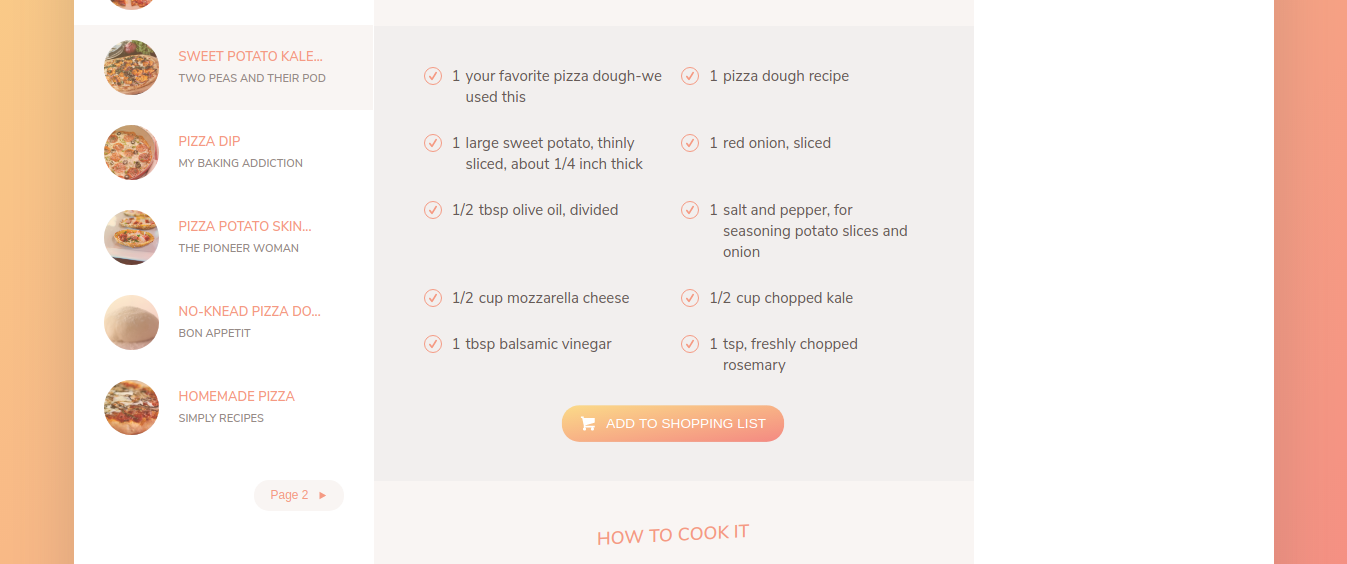 SWEET POTATO KALE...
TWO PEAS AND THEIR POD
PIZZA DIP
MY BAKING ADDICTION
PIZZA POTATO SKIN...
THE PIONEER WOMAN
NO-KNEAD PIZZA DO...
BON APPETIT
HOMEMADE PIZZA
SIMPLY RECIPES
Page 2
1 your favorite pizza dough-we
used this
1 pizza dough recipe
1 large sweet potato, thinly
sliced, about 1/4 inch thick
1 red onion, sliced
1/2 tbsp olive oil, divided
1 salt and pepper, for
seasoning potato slices and
onion
1/2 cup mozzarella cheese
1/2 cup chopped kale
1 tbsp balsamic vinegar
1 tsp, freshly chopped
rosemary
ADD TO SHOPPING LIST
HOW TO COOK IT